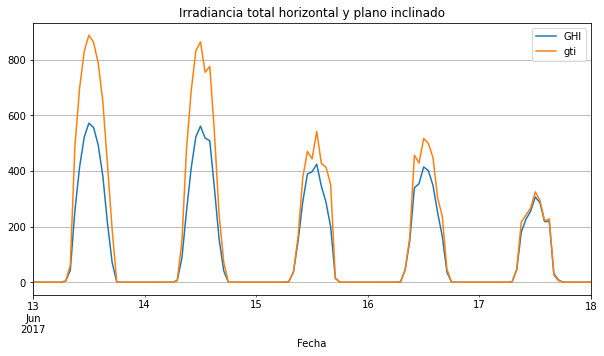 Irradiancia total horizontal y plano inclinado
GHI
gti
800
600
400
200
0
13 14 15 16 17 18
Jun
2017
Fecha